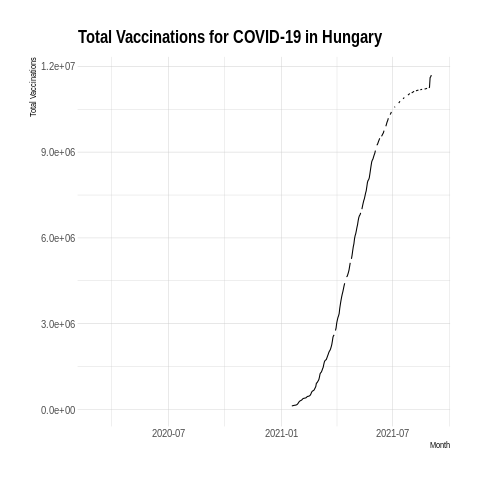 Total Vaccinations for COVID-19 in Hungary
Total Vaccinations
1.2e+07
9.0e+06
6.0e+06
3.0e+06
0.0e+00
2020-07 2021-01 2021-07
Month